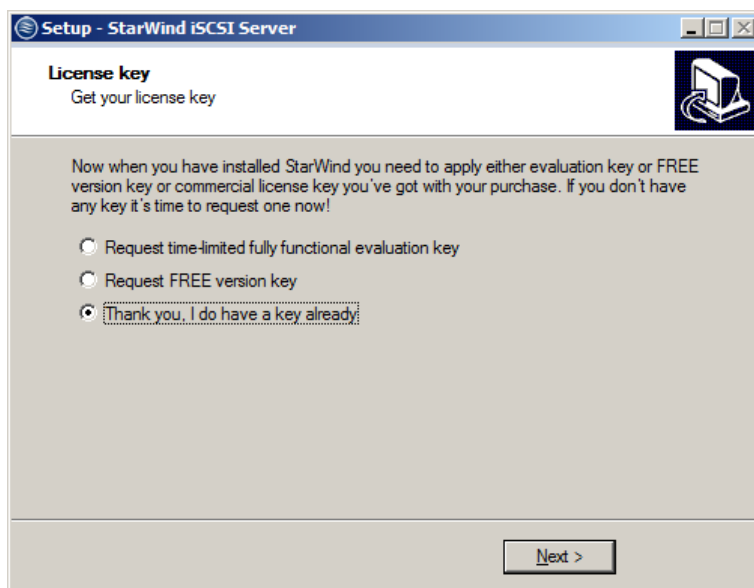 Setup - StarWind iSCSI Server
License key
Get your license key
Now when you have installed StarWind you need to apply either evaluation key or FREE
version key or commercial license key you've got with your purchase. If you don't have
any key it's time to request one now!
Request time-limited fully functional evaluation key
Request FREE version key
Thank you, I do have a key already
Next >